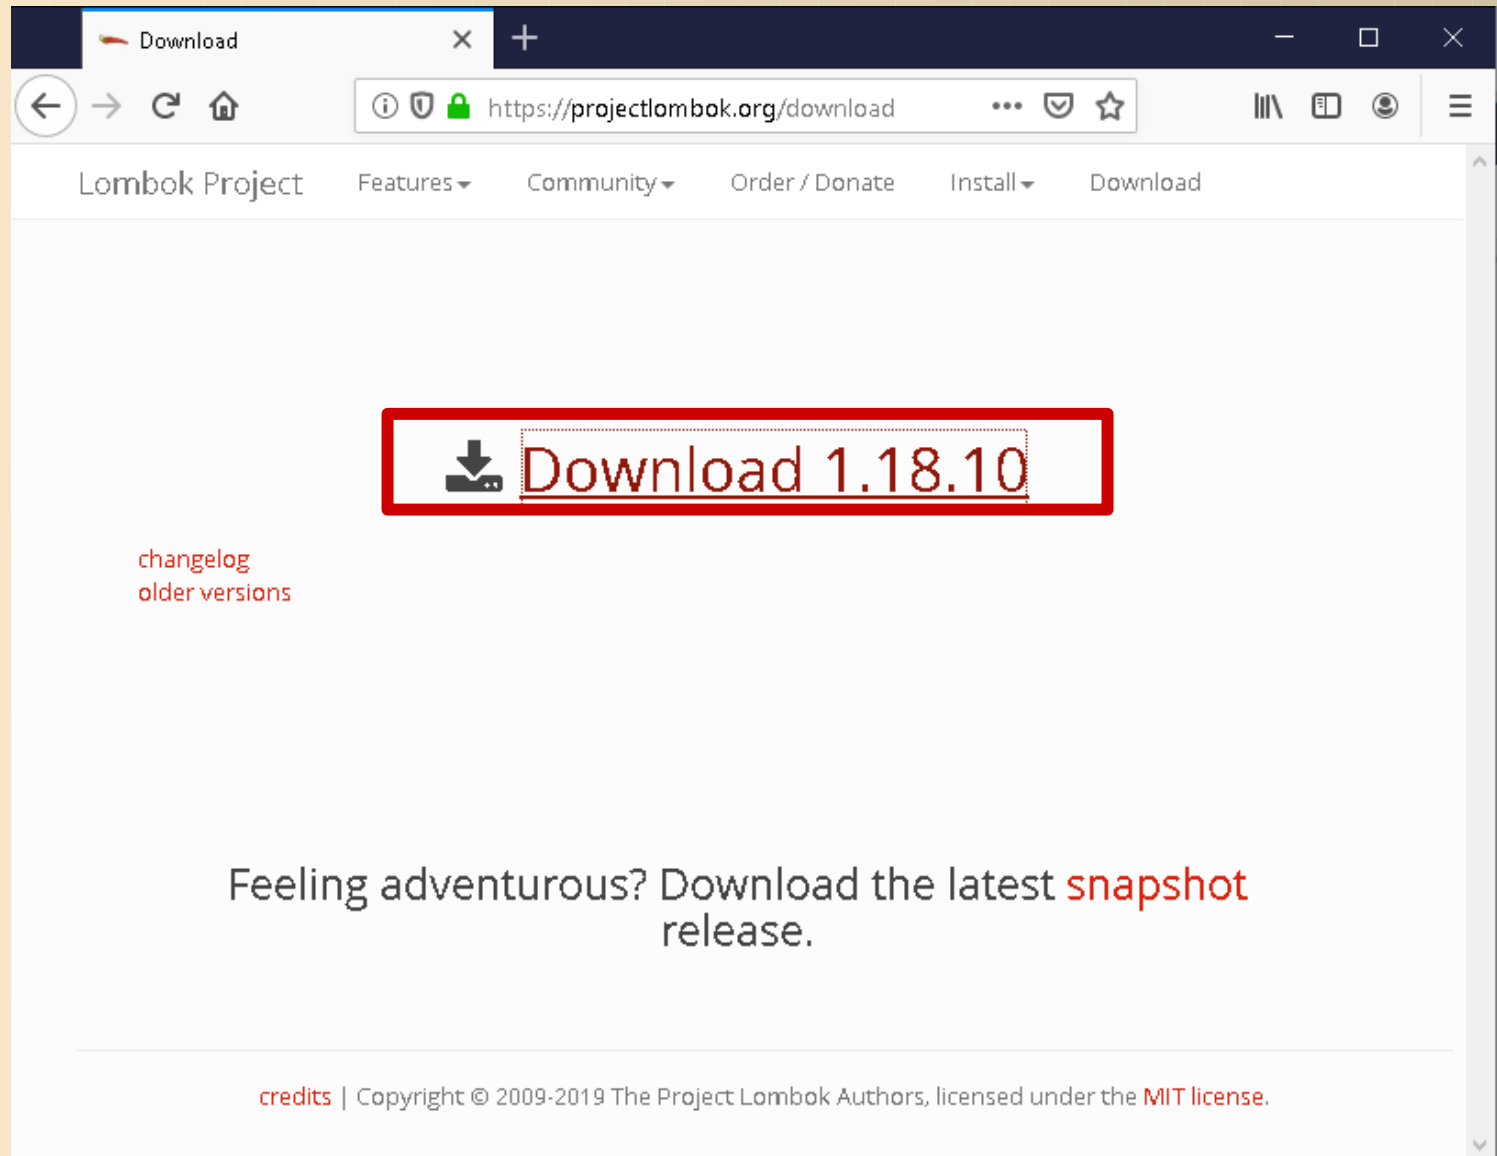 Download
https://projectlombok.org/download
Lombok Project Features Community Order / Donate Install Download
Download 1.18.10
changelog
older versions
Feeling adventurous? Download the latest snapshot
release.
credits | Copyright © 2009-2019 The Project Lombok Authors, licensed under the MIT license.